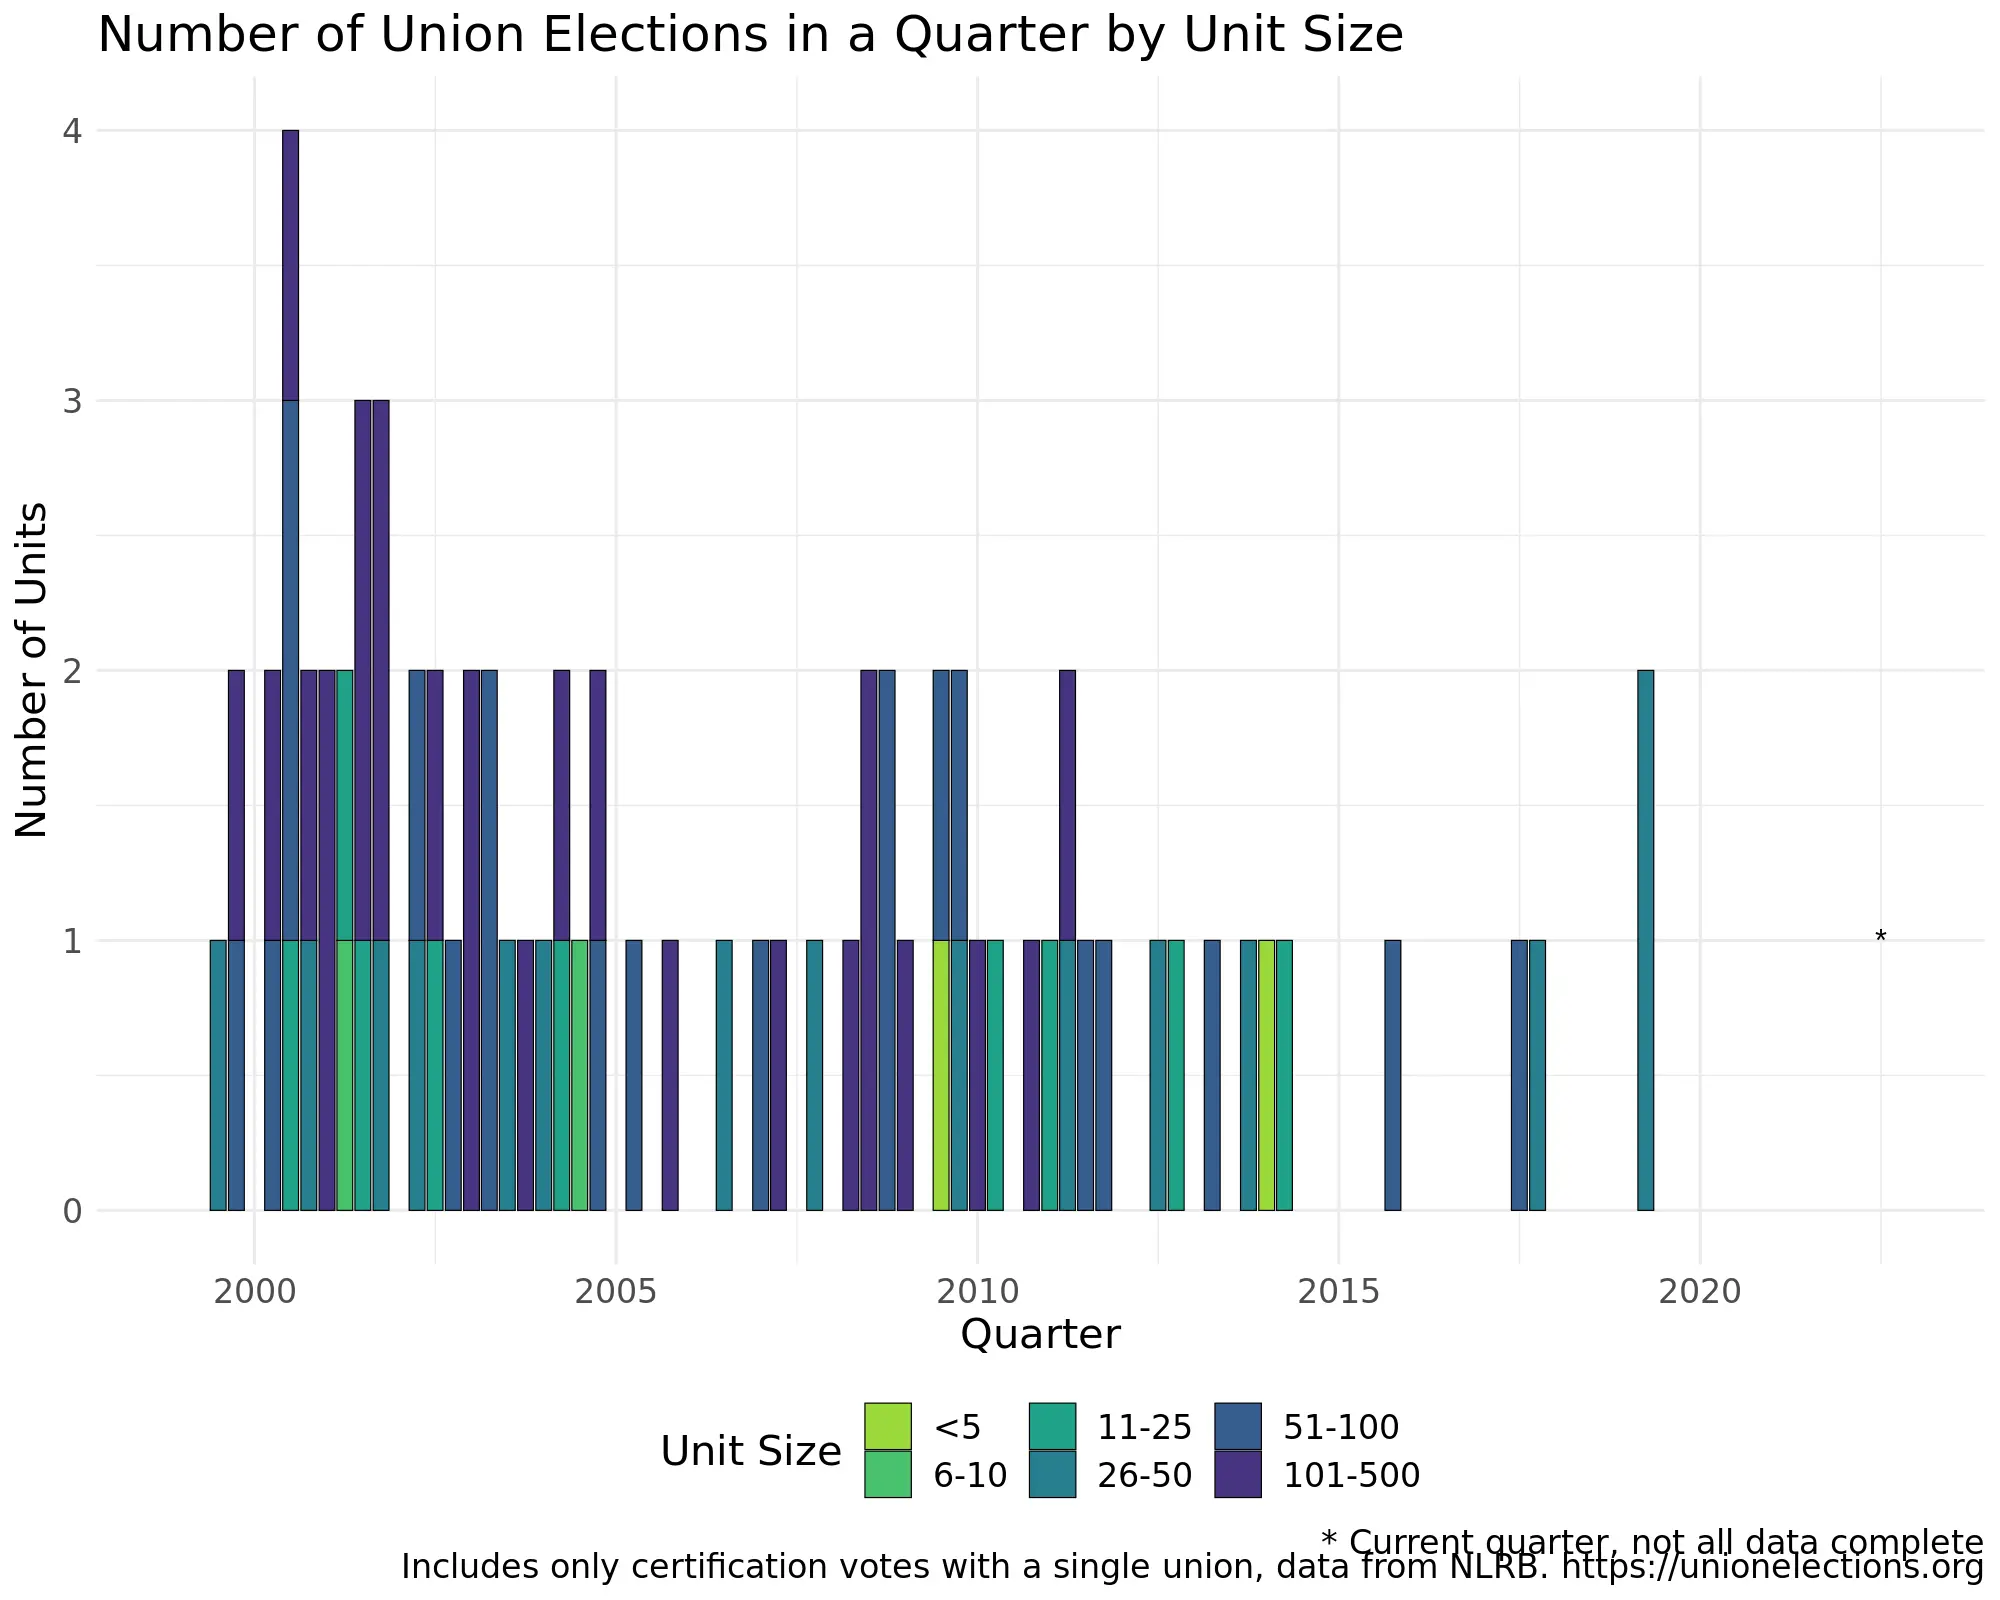 Number of Union Elections in a Quarter by Unit Size
4
3
2
1
0
Number of Units
*
2000 2005 2010 2015 2020
Quarter
Unit Size
<5 11-25 51-100
6-10 26-50 101-500
* Current quarter, not all data complete
Includes only certification votes with a single union, data from NLRB. https://unionelections.org